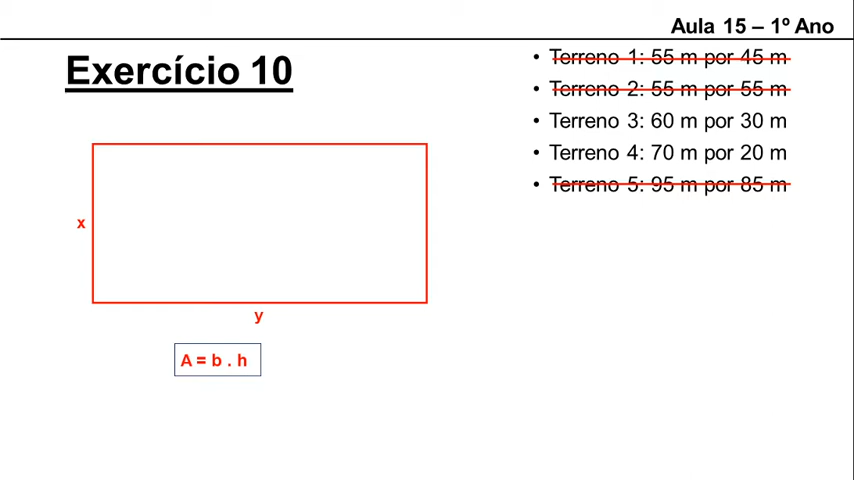 Aula 15 – 1º Ano
Exercício 10
• Terreno 1: 55 m por 45 m
• Terreno 2: 55 m por 55 m
• Terreno 3: 60 m por 30 m
• Terreno 4: 70 m por 20 m
• Terreno 5: 95 m por 85 m
x
y
A = b . h